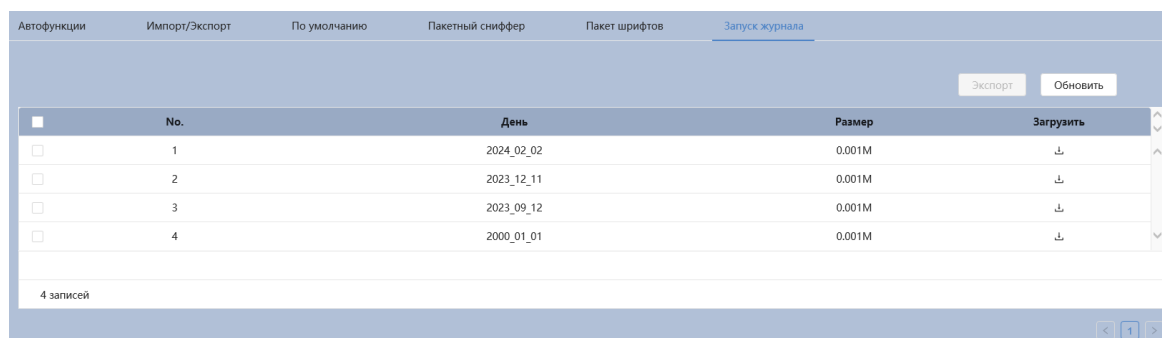 Автофункции Импорт/Экспорт По умолчанию Пакетный сниффер Пакет шрифтов Запуск журнала
Экспорт Обновить
No. День Размер Загрузить
1 2024_02_02 0.001M
2 2023_12_11 0.001M
3 2023_09_12 0.001M
4 2000_01_01 0.001M
4 записей
< 1 >